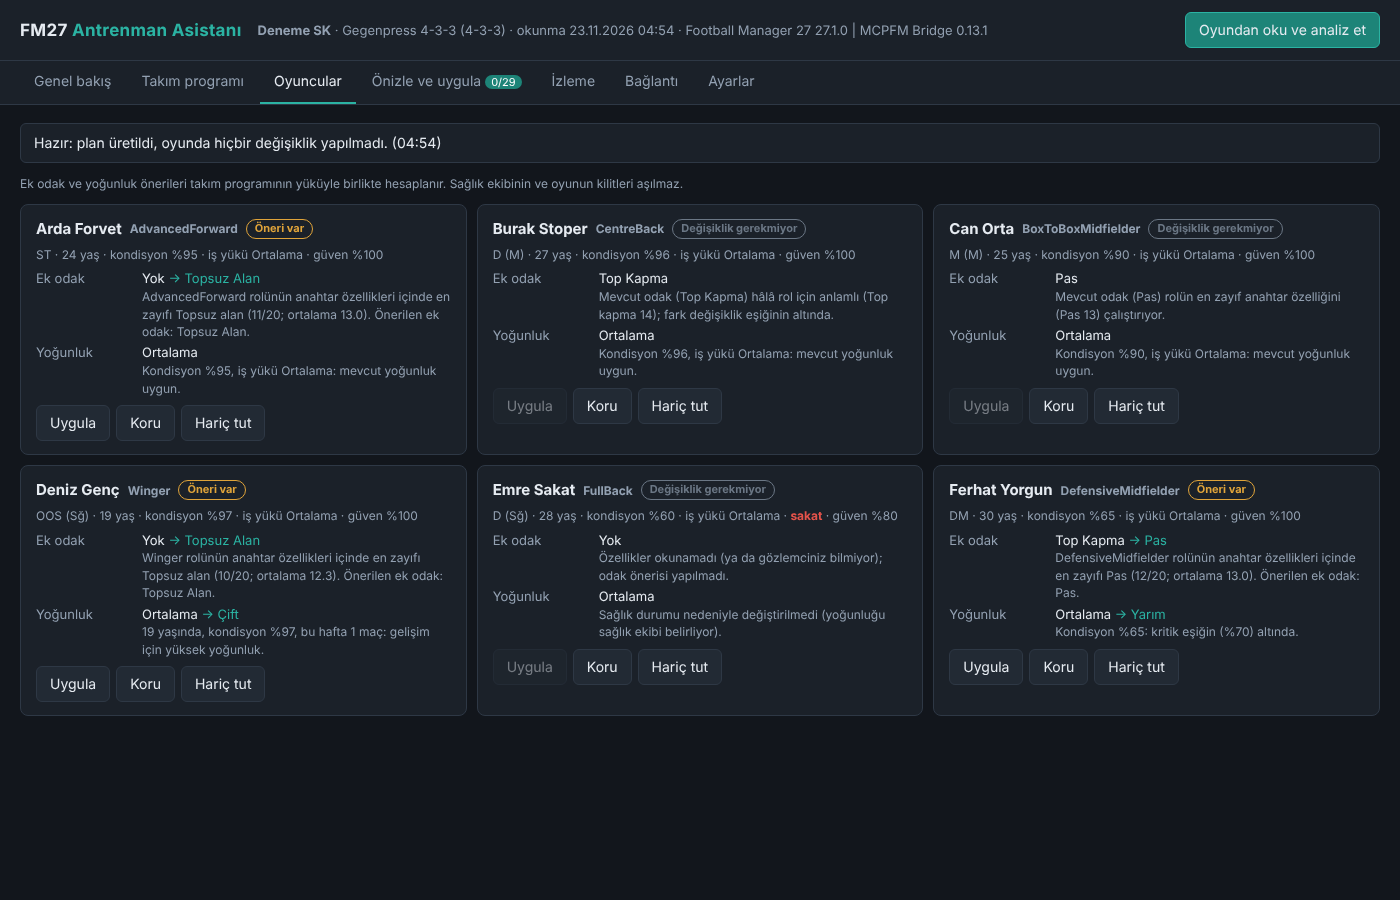 FM27 Antrenman Asistanı Deneme SK · Gegenpress 4-3-3 (4-3-3) · okunma 23.11.2026 04:54 · Football Manager 27 27.1.0 | MCPFM Bridge 0.13.1 Oyundan oku ve analiz et
Genel bakış Takım programı Oyuncular Önizle ve uygula 0/29 İzleme Bağlantı Ayarlar
Hazır: plan üretildi, oyunda hiçbir değişiklik yapılmadı. (04:54)
Ek odak ve yoğunluk önerileri takım programının yüküyle birlikte hesaplanır. Sağlık ekibinin ve oyunun kilitleri aşılmaz.
Arda Forvet AdvancedForward Öneri var
ST · 24 yaş · kondisyon %95 · iş yükü Ortalama · güven %100
Ek odak Yok → Topsuz Alan
AdvancedForward rolünün anahtar özellikleri içinde en
zayıfı Topsuz alan (11/20; ortalama 13.0). Önerilen ek
odak: Topsuz Alan.
Yoğunluk Ortalama
Kondisyon %95, iş yükü Ortalama: mevcut yoğunluk
uygun.
Uygula Koru Hariç tut
Burak Stoper CentreBack Değişiklik gerekmiyor
D (M) · 27 yaş · kondisyon %96 · iş yükü Ortalama · güven %100
Ek odak Top Kapma
Mevcut odak (Top Kapma) hâlâ rol için anlamlı (Top
kapma 14); fark değişiklik eşiğinin altında.
Yoğunluk Ortalama
Kondisyon %96, iş yükü Ortalama: mevcut yoğunluk
uygun.
Uygula Koru Hariç tut
Can Orta BoxToBoxMidfielder Değişiklik gerekmiyor
M (M) · 25 yaş · kondisyon %90 · iş yükü Ortalama · güven %100
Ek odak Pas
Mevcut odak (Pas) rolün en zayıf anahtar özelliğini
(Pas 13) çalıştırıyor.
Yoğunluk Ortalama
Kondisyon %90, iş yükü Ortalama: mevcut yoğunluk
uygun.
Uygula Koru Hariç tut
Deniz Genç Winger Öneri var
OOS (Sğ) · 19 yaş · kondisyon %97 · iş yükü Ortalama · güven %100
Ek odak Yok → Topsuz Alan
Winger rolünün anahtar özellikleri içinde en zayıfı
Topsuz alan (10/20; ortalama 12.3). Önerilen ek odak:
Topsuz Alan.
Yoğunluk Ortalama → Çift
19 yaşında, kondisyon %97, bu hafta 1 maç: gelişim
için yüksek yoğunluk.
Uygula Koru Hariç tut
Emre Sakat FullBack Değişiklik gerekmiyor
D (Sğ) · 28 yaş · kondisyon %60 · iş yükü Ortalama · sakat · güven %80
Ek odak Yok
Özellikler okunamadı (ya da gözlemciniz bilmiyor);
odak önerisi yapılmadı.
Yoğunluk Ortalama
Sağlık durumu nedeniyle değiştirilmedi (yoğunluğu
sağlık ekibi belirliyor).
Uygula Koru Hariç tut
Ferhat Yorgun DefensiveMidfielder Öneri var
DM · 30 yaş · kondisyon %65 · iş yükü Ortalama · güven %100
Ek odak Top Kapma → Pas
DefensiveMidfielder rolünün anahtar özellikleri içinde
en zayıfı Pas (12/20; ortalama 13.0). Önerilen ek odak:
Pas.
Yoğunluk Ortalama → Yarım
Kondisyon %65: kritik eşiğin (%70) altında.
Uygula Koru Hariç tut